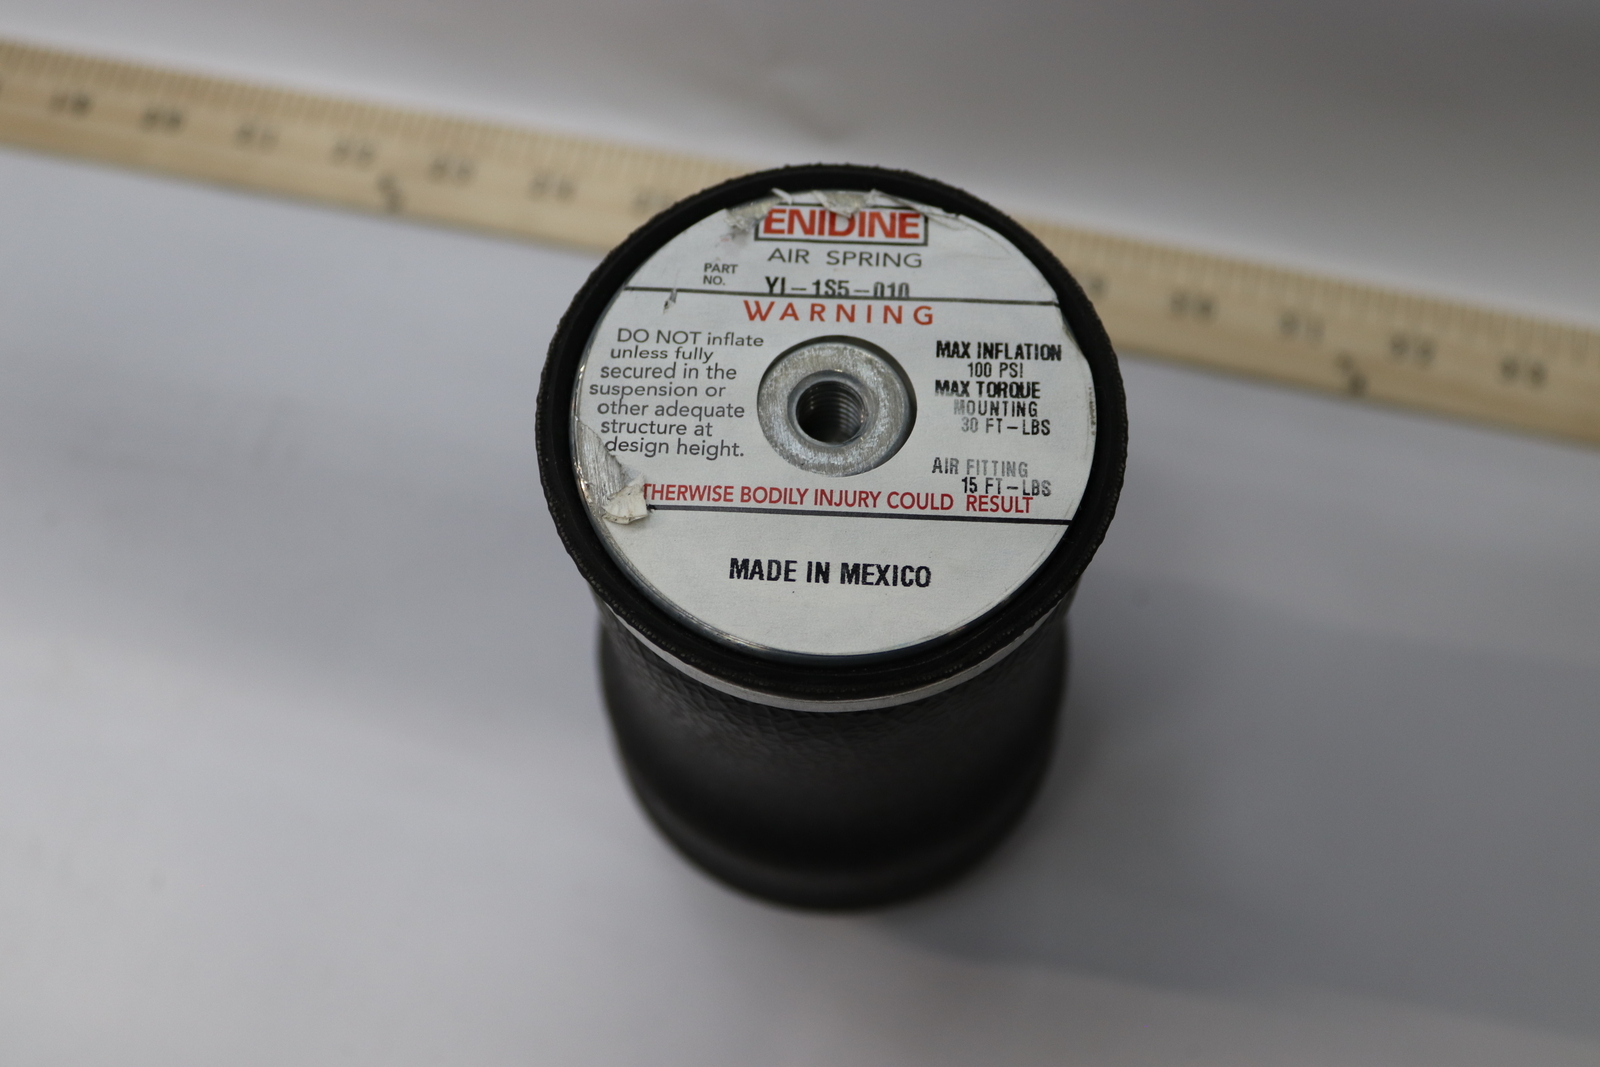 ENIDINE
AIR SPRING
PART NO. YI-1S5-010
WARNING
DO NOT inflate
unless fully
secured in the
suspension or
other adequate
structure at
design height.
MAX INFLATION
100 PSI
MAX TORQUE
MOUNTING
30 FT-LBS
AIR FITTING
15 FT-LBS
THERWISE BODILY INJURY COULD RESULT
MADE IN MEXICO